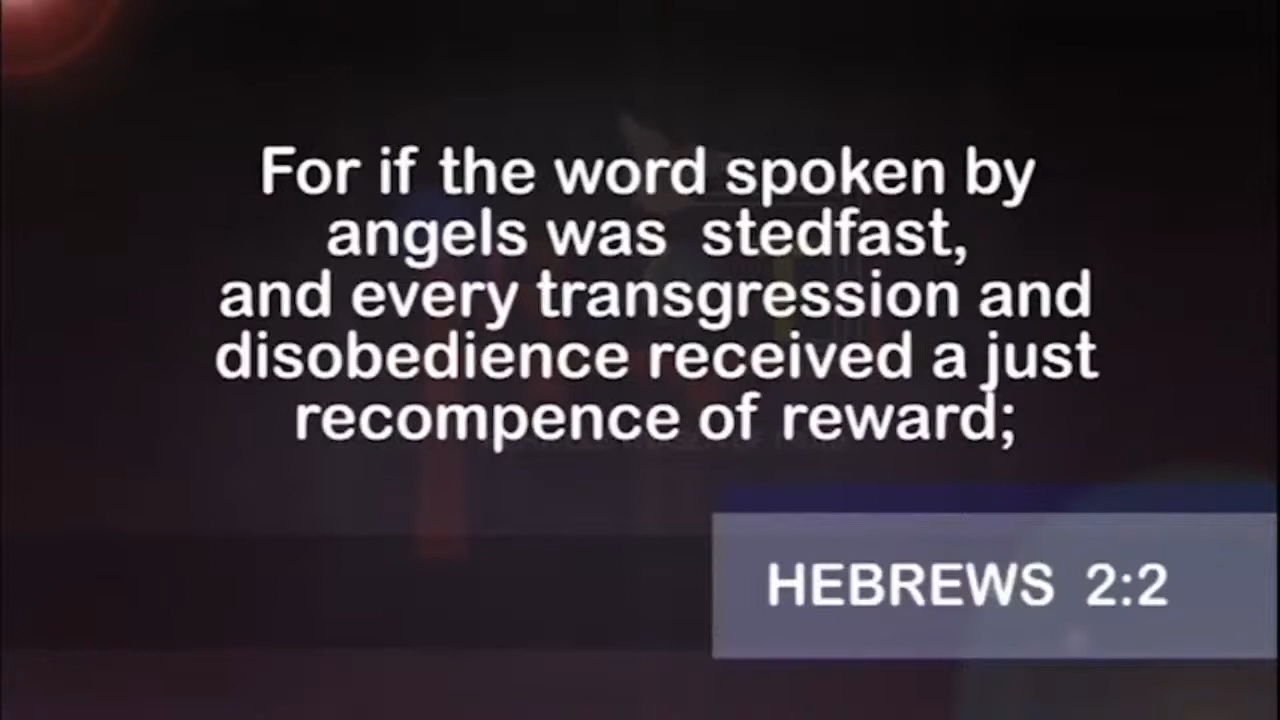 For if the word spoken by
angels was  stedfast,
and every transgression and
disobedience received a just
recompence of reward;
HEBREWS  2:2